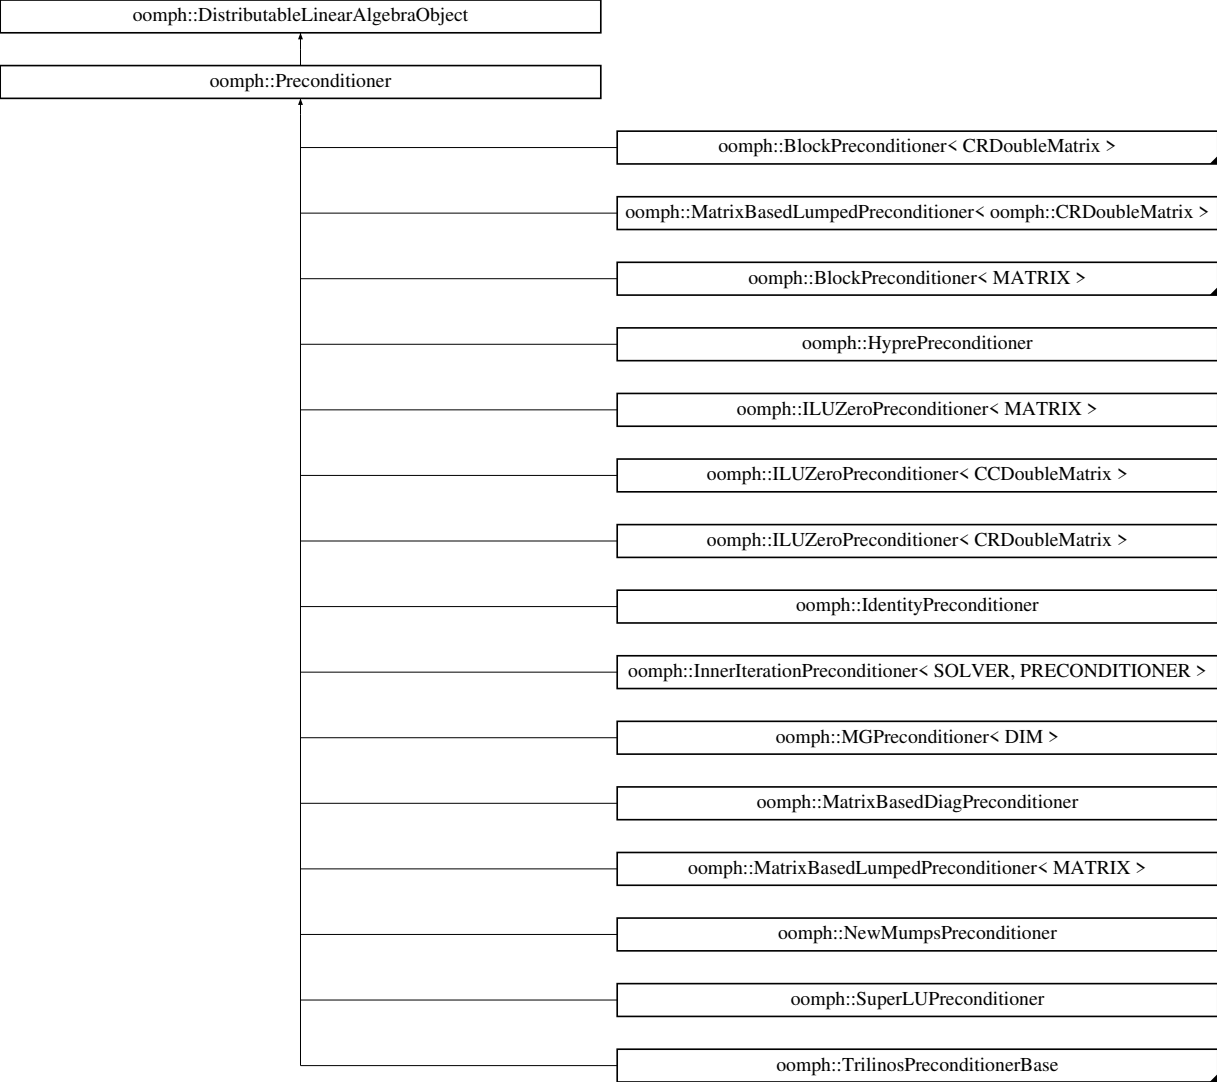 oomph::DistributableLinearAlgebraObject
oomph::Preconditioner
oomph::BlockPreconditioner< CRDoubleMatrix >
oomph::MatrixBasedLumpedPreconditioner< oomph::CRDoubleMatrix >
oomph::BlockPreconditioner< MATRIX >
oomph::HyprePreconditioner
oomph::ILUZeroPreconditioner< MATRIX >
oomph::ILUZeroPreconditioner< CCDoubleMatrix >
oomph::ILUZeroPreconditioner< CRDoubleMatrix >
oomph::IdentityPreconditioner
oomph::InnerIterationPreconditioner< SOLVER, PRECONDITIONER >
oomph::MGPreconditioner< DIM >
oomph::MatrixBasedDiagPreconditioner
oomph::MatrixBasedLumpedPreconditioner< MATRIX >
oomph::NewMumpsPreconditioner
oomph::SuperLUPreconditioner
oomph::TrilinosPreconditionerBase